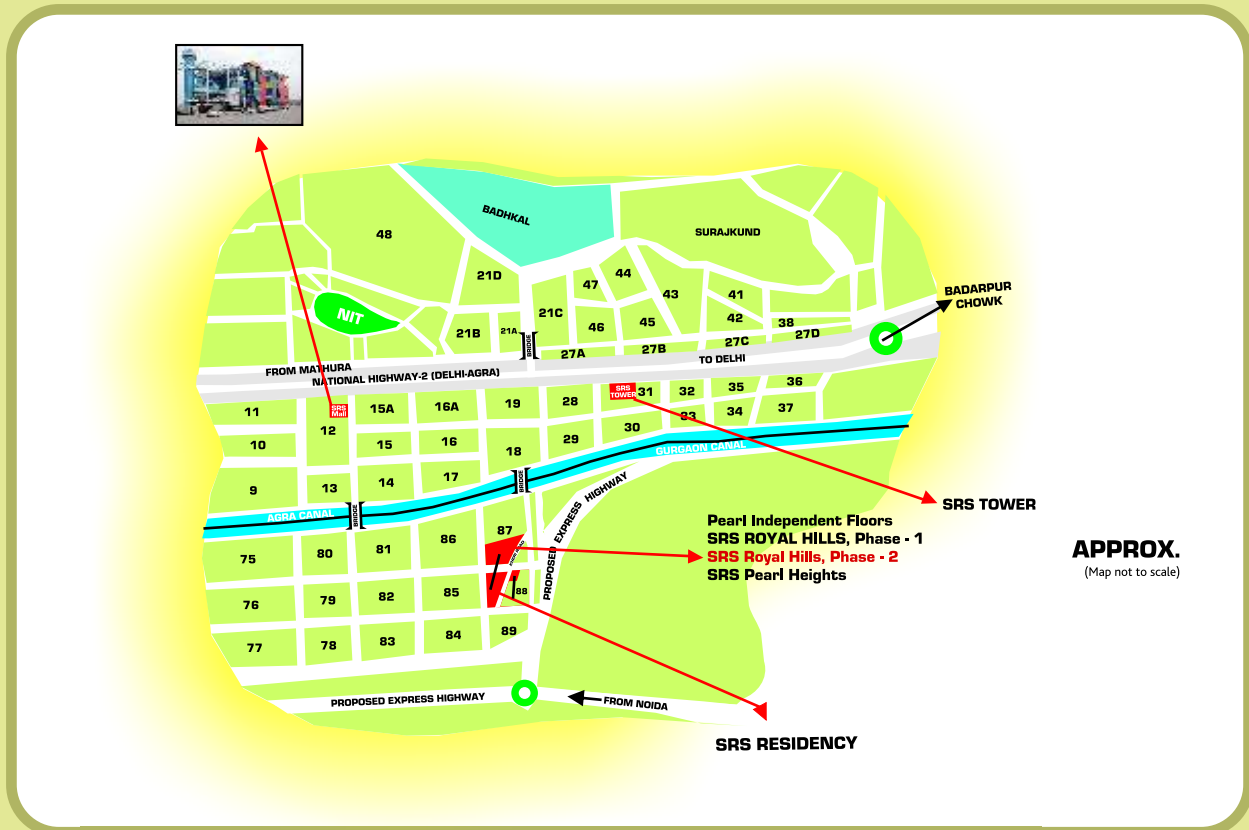 BADHKAL
SURAJKUND
48
21D
47
44
43
41
42
38
27D
21C
46
45
27C
27B
27A
21B
21A
BRIDGE
NIT
BADARPUR
CHOWK
FROM MATHURA
NATIONAL HIGHWAY-2 (DELHI-AGRA)
TO DELHI
11
SRS
Mall
12
15A
16A
19
28
SRS
TOWER
31
32
35
36
10
15
16
18
29
30
33
34
37
9
13
14
17
BRIDGE
GURGAON CANAL
AGRA CANAL
BRIDGE
PROPOSED EXPRESS HIGHWAY
SRS TOWER
75
80
81
86
87
Pearl Independent Floors
SRS ROYAL HILLS, Phase - 1
SRS Royal Hills, Phase - 2
SRS Pearl Heights
APPROX.
(Map not to scale)
76
79
82
85
88
77
78
83
84
89
PROPOSED EXPRESS HIGHWAY
FROM NOIDA
SRS RESIDENCY